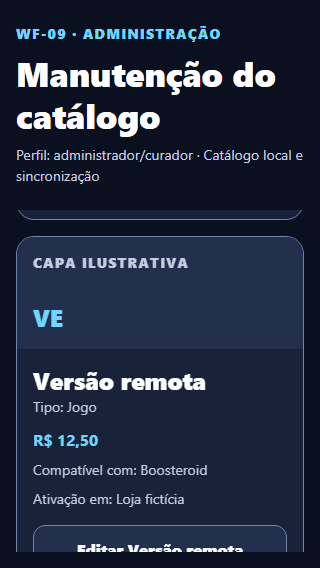 WF-09 · ADMINISTRAÇÃO
Manutenção do
catálogo
Perfil: administrador/curador · Catálogo local e
sincronização
CAPA ILUSTRATIVA
VE
Versão remota
Tipo: Jogo
R$ 12,50
Compatível com: Boosteroid
Ativação em: Loja fictícia
Editar Versão remota